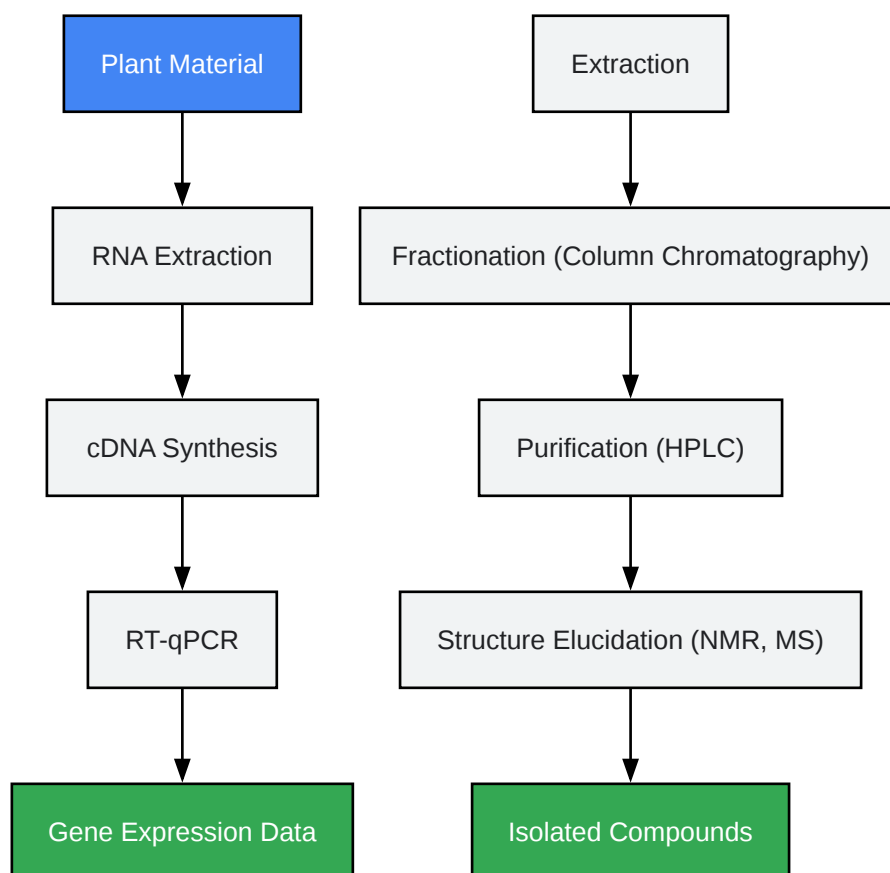 Plant Material
Extraction
RNA Extraction
Fractionation (Column Chromatography)
cDNA Synthesis
Purification (HPLC)
RT-qPCR
Structure Elucidation (NMR, MS)
Gene Expression Data
Isolated Compounds